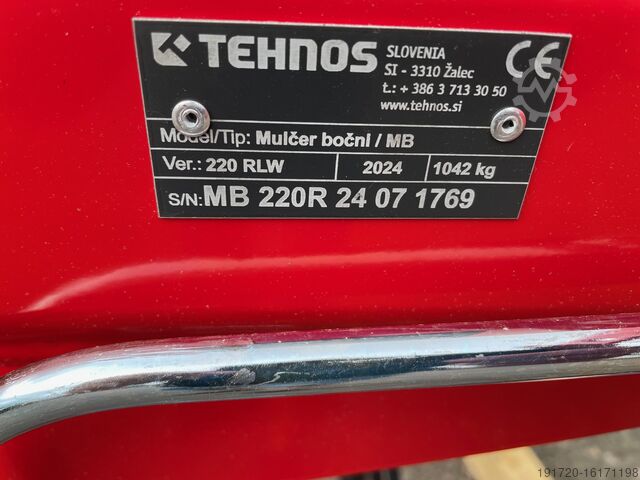 TEHNOS
SLOVENIA
SI - 3310 Žalec
t.: + 386 3 713 30 50
www.tehnos.si
CE
Model/Tip: Mulčer bočni / MB
Ver.: 220 RLW 2024 1042 kg
S/N: MB 220R 24 07 1769
191720-16171198